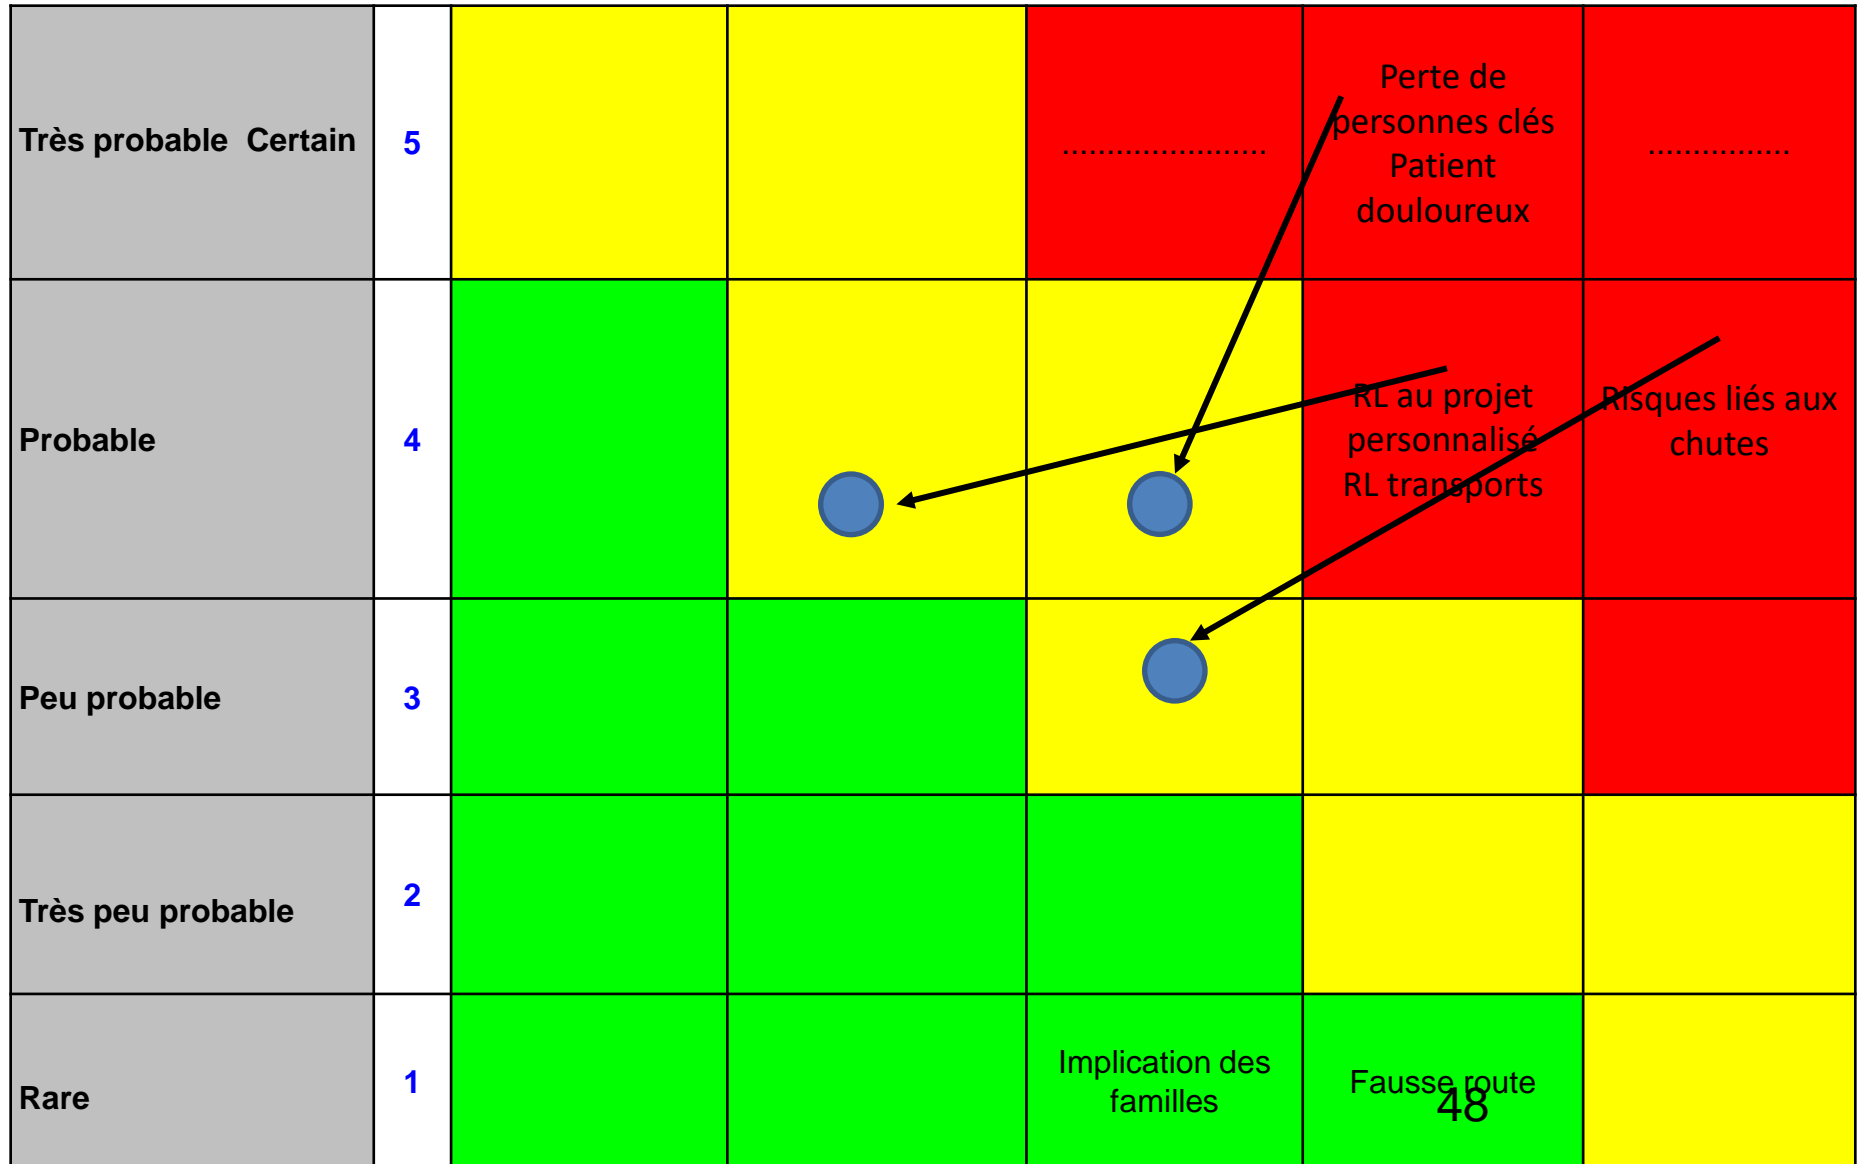 Très probable  Certain
5
.......................
Perte de
personnes clés
Patient
douloureux
................
Probable
4
RL au projet
personnalisé
RL transports
Risques liés aux
chutes
Peu probable
3
Très peu probable
2
Rare
1
Implication des
familles
Fausse route
48